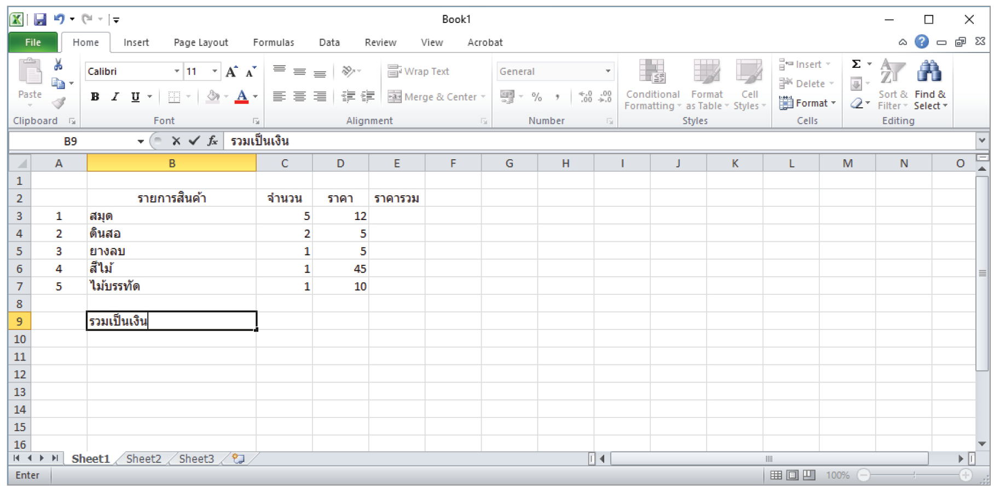 Book1
File Home Insert Page Layout Formulas Data Review View Acrobat
Calibri 11 Wrap Text General Σ Insert
Paste Delete
B I U A Merge & Center % , Conditional Formatting Format as Table Cell Styles Format Sort & Filter Find & Select
Clipboard Font Alignment Number Styles Cells Editing
B9 fx รวมเป็นเงิน
A B C D E F G H I J K L M N O
1
2 รายการสินค้า จำนวน ราคา ราคารวม
3 1 สมุด 5 12
4 2 ดินสอ 2 5
5 3 ยางลบ 1 5
6 4 สีไม้ 1 45
7 5 ไม้บรรทัด 1 10
8
9 รวมเป็นเงิน
10
11
12
13
14
15
16
Sheet1 Sheet2 Sheet3
Enter 100%